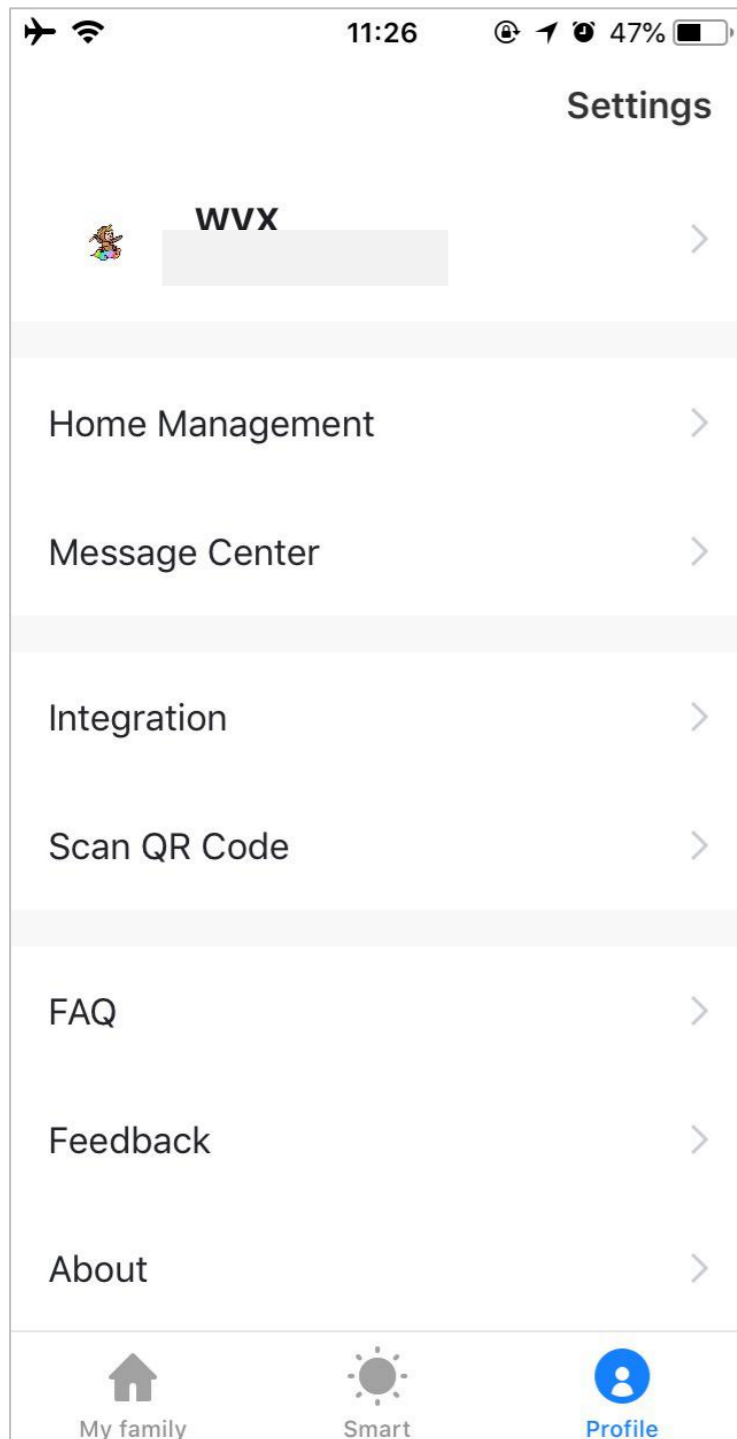 11:26 47%
Settings
WVX
Home Management
Message Center
Integration
Scan QR Code
FAQ
Feedback
About
My family Smart Profile